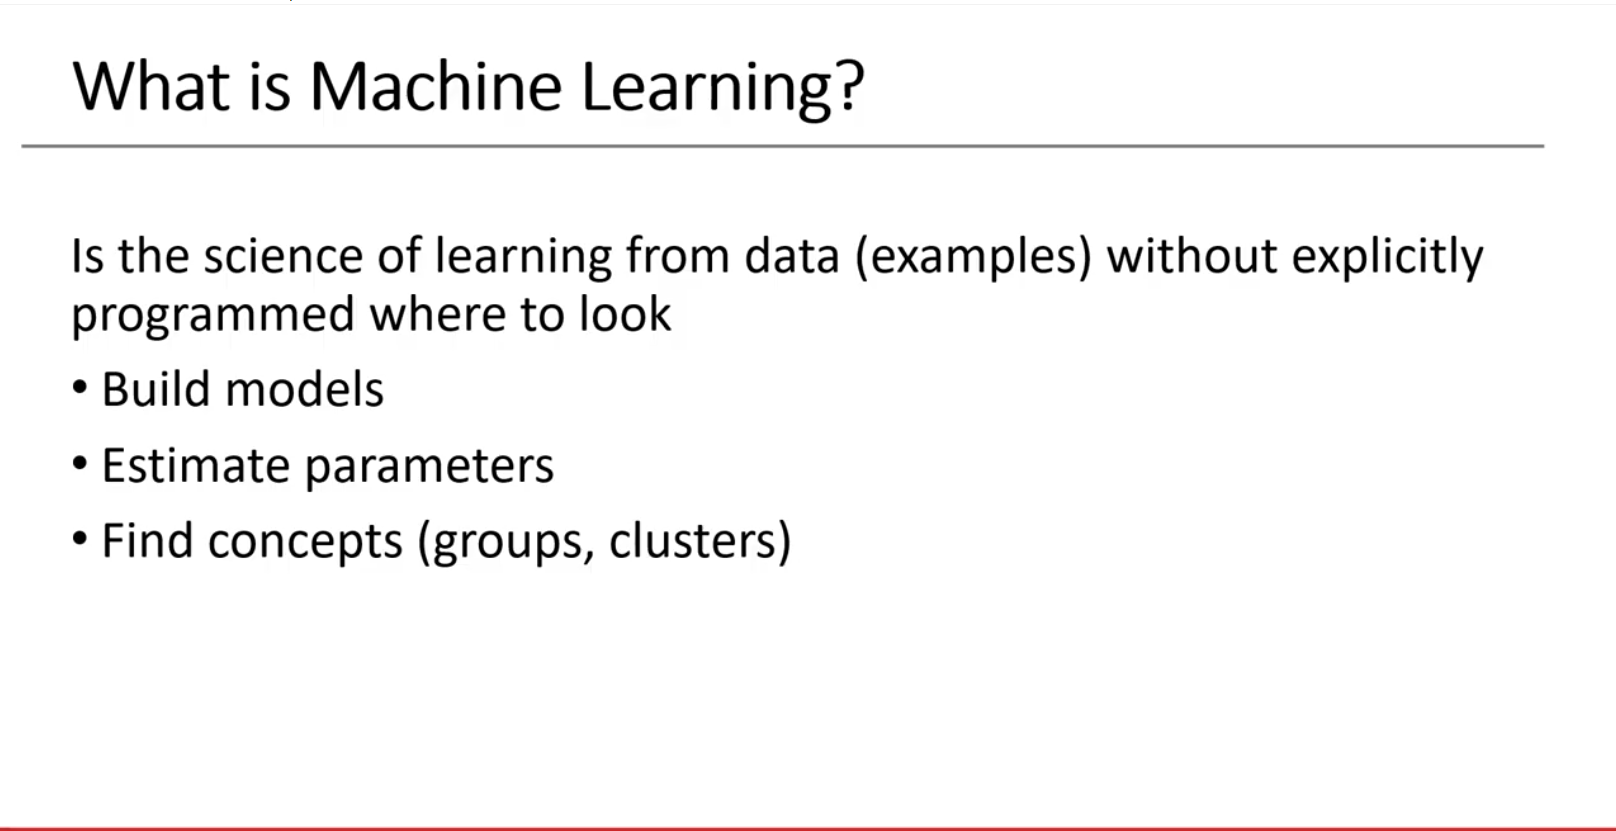 What is Machine Learning?
Is the science of learning from data (examples) without explicitly
programmed where to look
• Build models
• Estimate parameters
• Find concepts (groups, clusters)